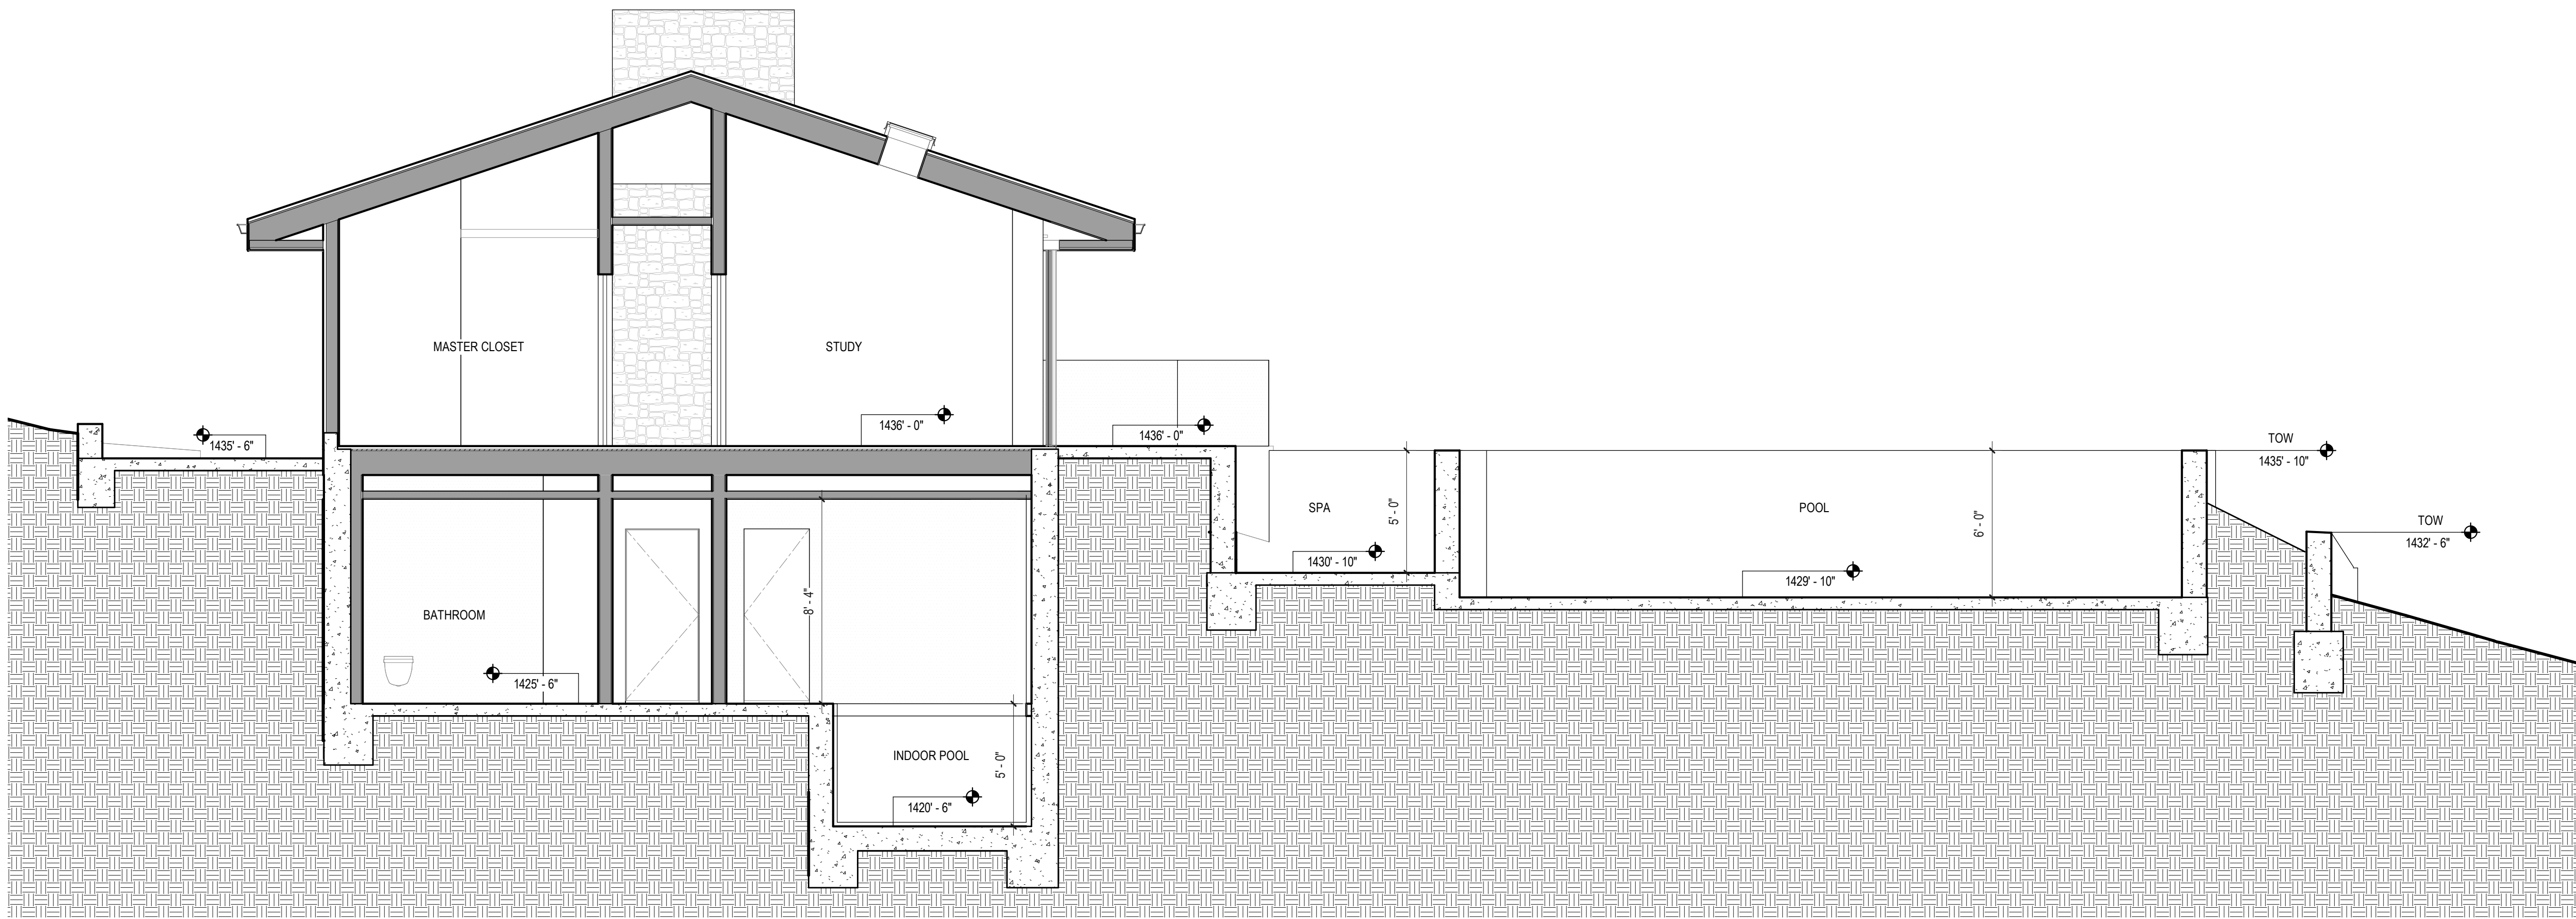 MASTER CLOSET
STUDY
1436' - 0"
1435' - 6"
1436' - 0"
TOW
1435' - 10"
SPA
5' - 0"
POOL
6' - 0"
TOW
1432' - 6"
1430' - 10"
1429' - 10"
8' - 4"
BATHROOM
1425' - 6"
INDOOR POOL
5' - 0"
1420' - 6"